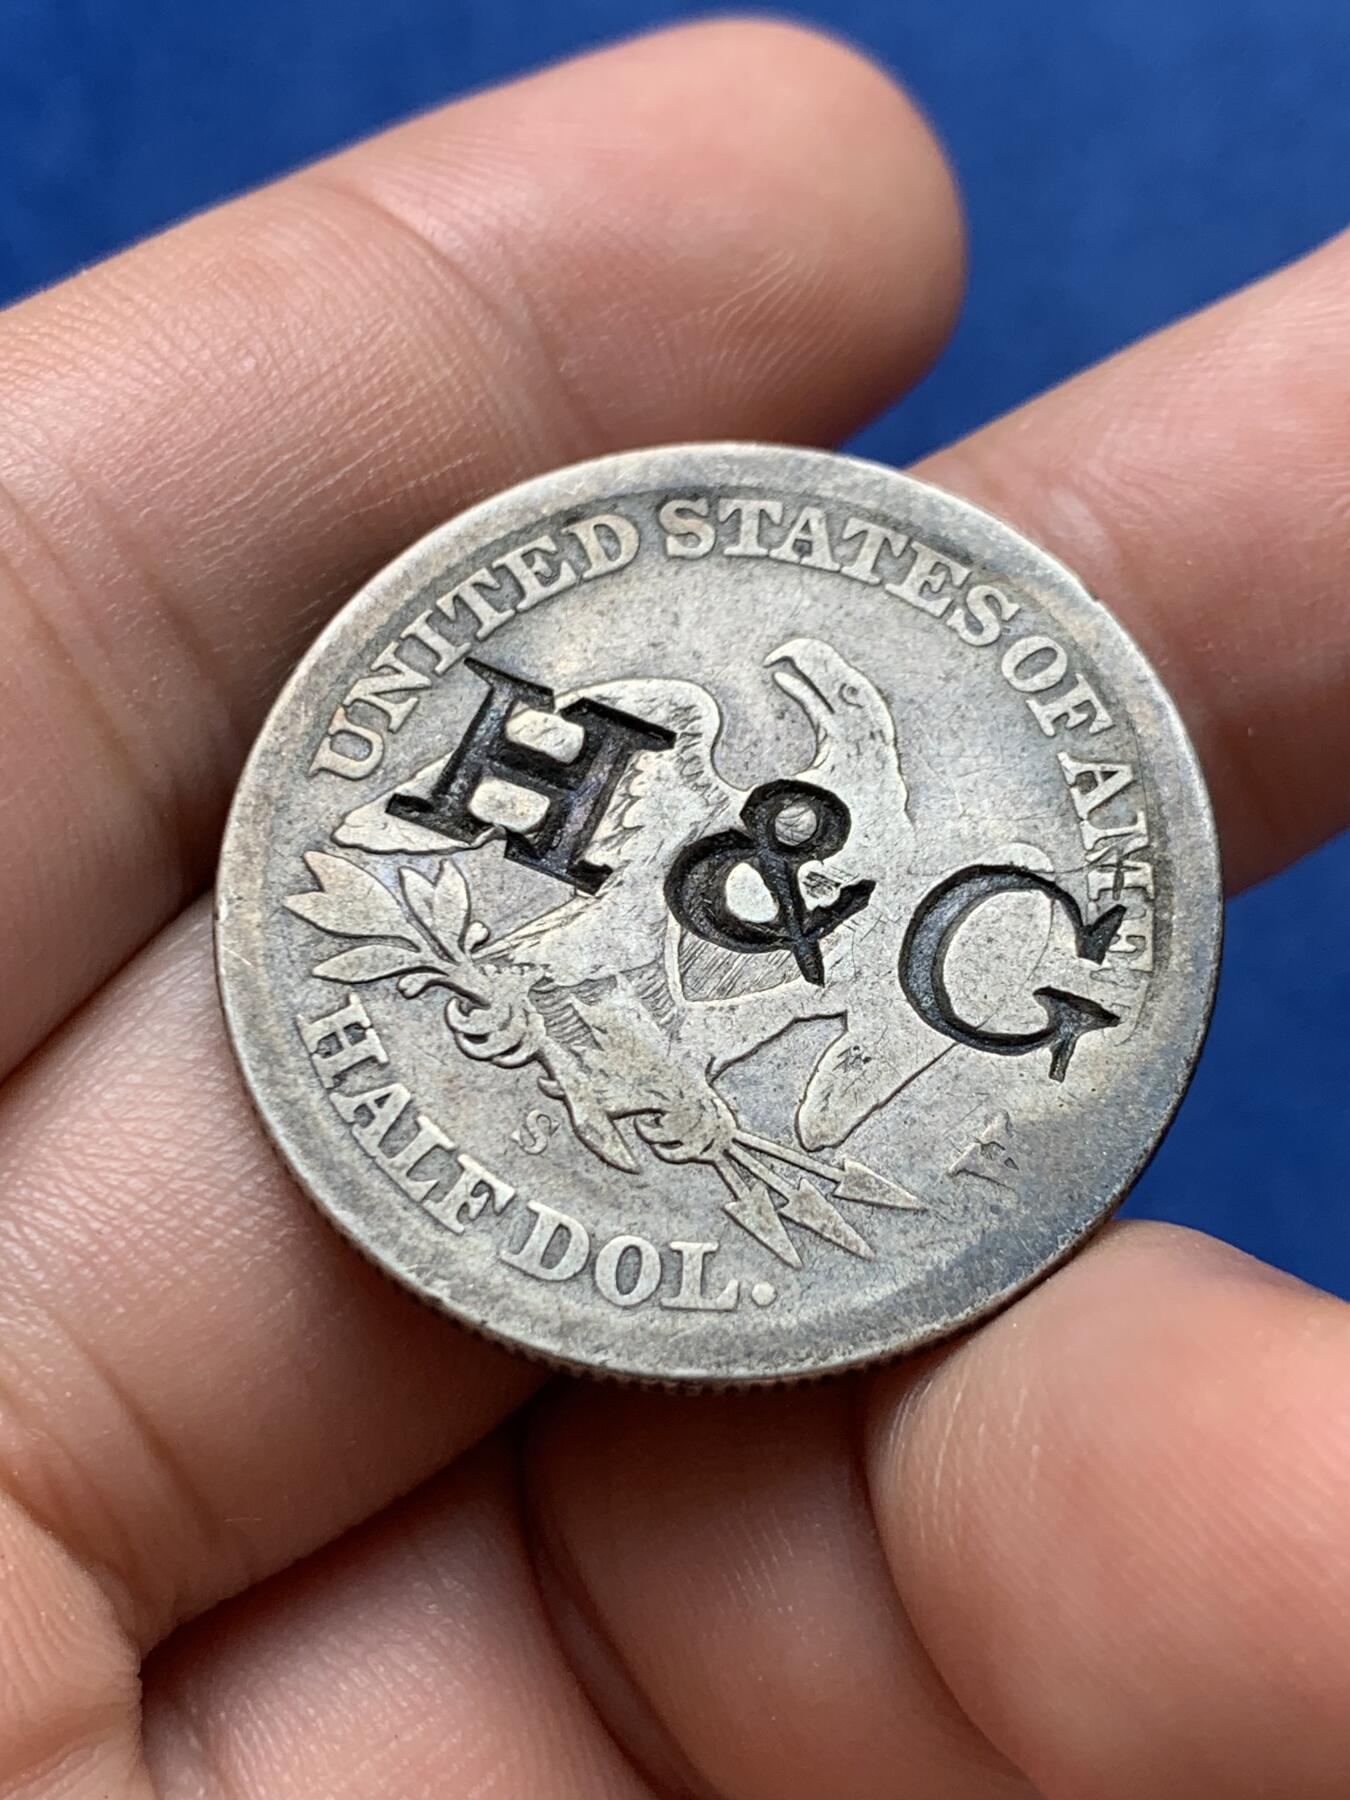 UNITED STATES OF AME
H & G
S
HALF DOL.